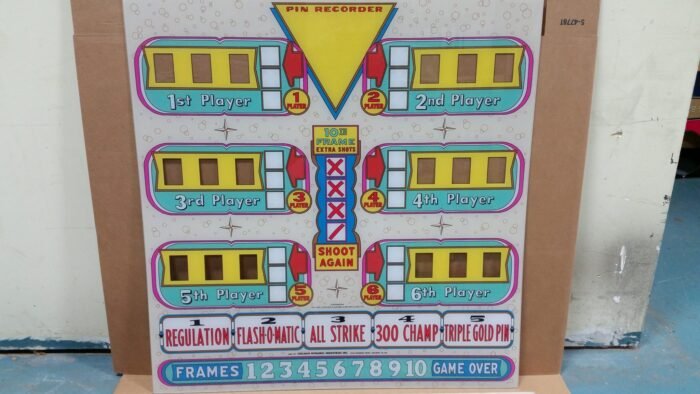 S-47761
PIN RECORDER
1st Player
1 PLAYER
2 PLAYER
2nd Player
10TH
FRAME
EXTRA SHOTS
X
X
X
/
SHOOT
AGAIN
3rd Player
3 PLAYER
4 PLAYER
4th Player
5th Player
5 PLAYER
6 PLAYER
6th Player
1 2 3 4 5
REGULATION FLASH-O-MATIC ALL STRIKE 300 CHAMP TRIPLE GOLD PIN
FRAMES 1 2 3 4 5 6 7 8 9 10 GAME OVER